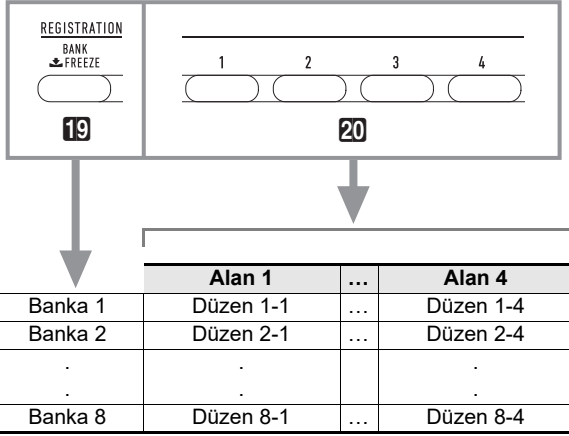 REGISTRATION
BANK
FREEZE
1 2 3 4
19 20
Alan 1 … Alan 4
Banka 1 Düzen 1-1 … Düzen 1-4
Banka 2 Düzen 2-1 … Düzen 2-4
. . .
. . .
Banka 8 Düzen 8-1 … Düzen 8-4